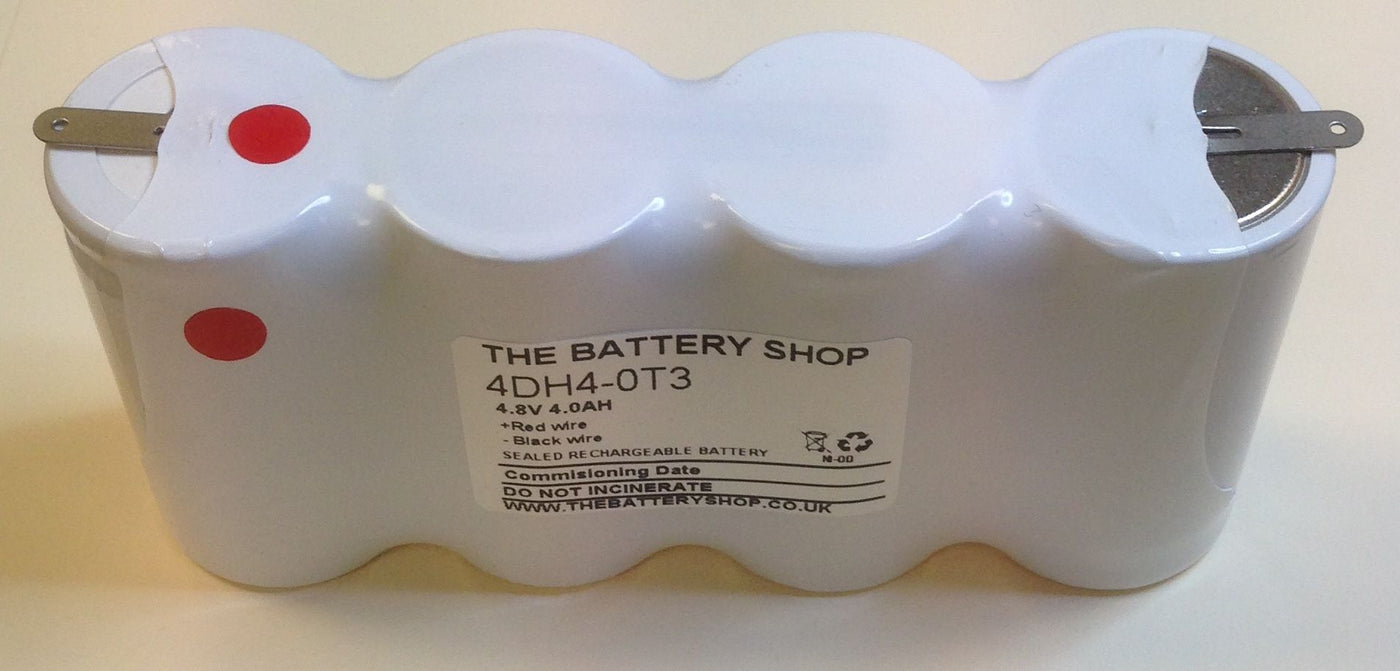 THE BATTERY SHOP
4DH4-0T3
4.8V 4.0AH
+Red wire
- Black wire
SEALED RECHARGEABLE BATTERY
Ni-CD
Commisioning Date
DO NOT INCINERATE
WWW.THEBATTERYSHOP.CO.UK